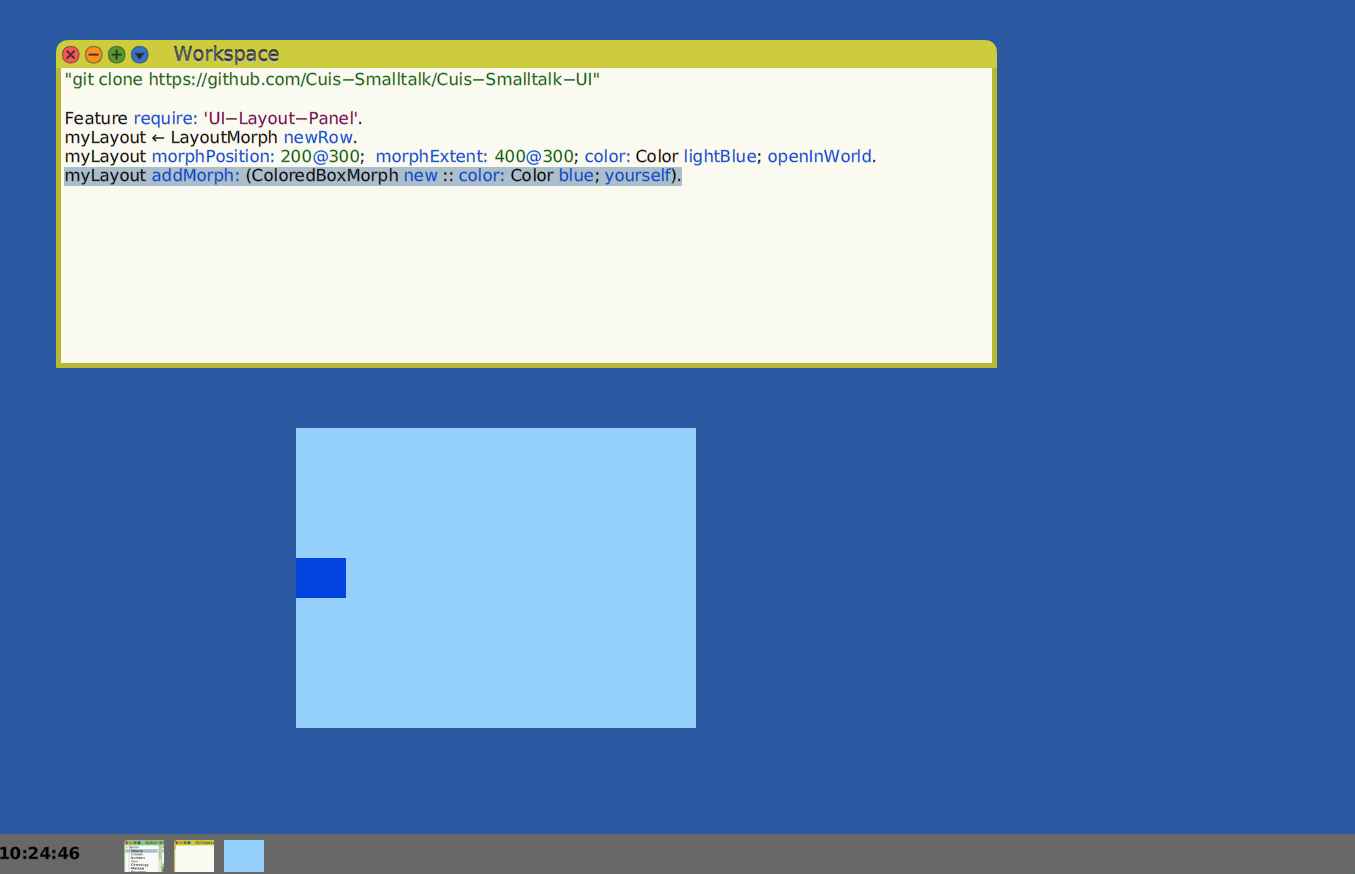 Workspace
"git clone https://github.com/Cuis−Smalltalk/Cuis−Smalltalk−UI"
Feature require: 'UI−Layout−Panel'.
myLayout ← LayoutMorph newRow.
myLayout morphPosition: 200@300;  morphExtent: 400@300; color: Color lightBlue; openInWorld.
myLayout addMorph: (ColoredBoxMorph new :: color: Color blue; yourself).
10:24:46